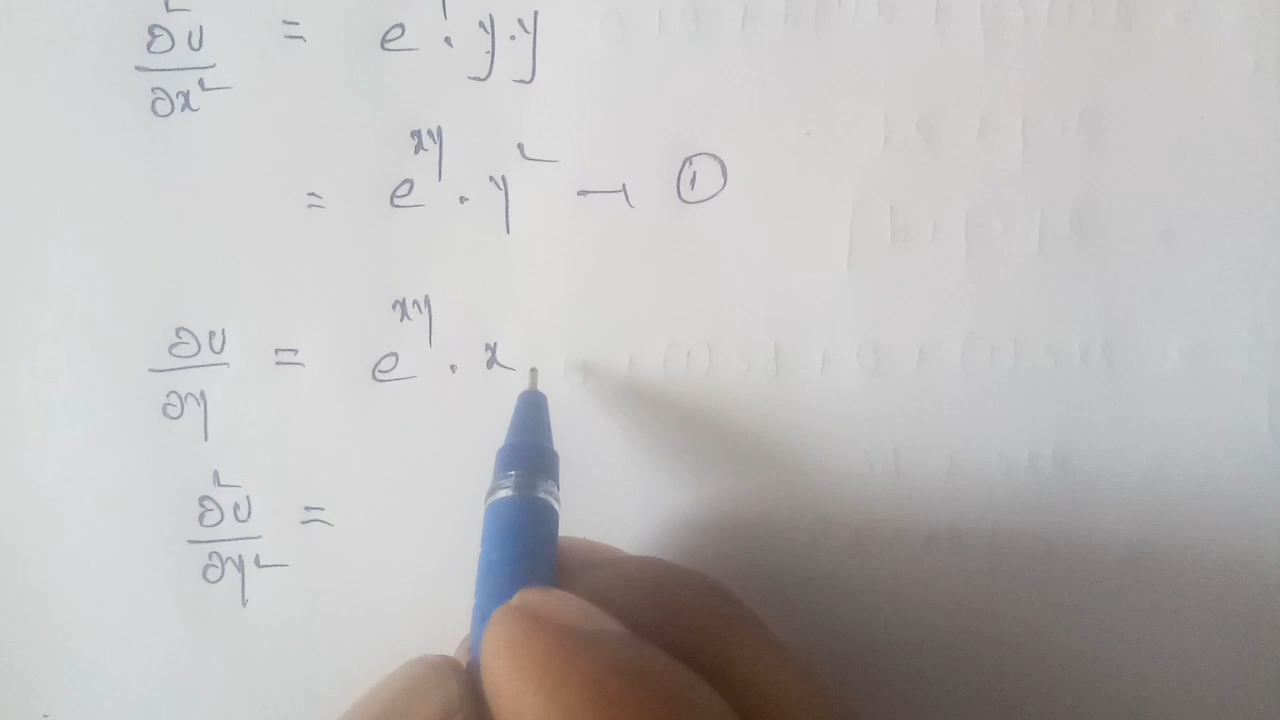 ∂²U/∂x² = e^{xy} · y · y
= e^{xy} · y² → ①
∂U/∂y = e^{xy} · x
∂²U/∂y² =